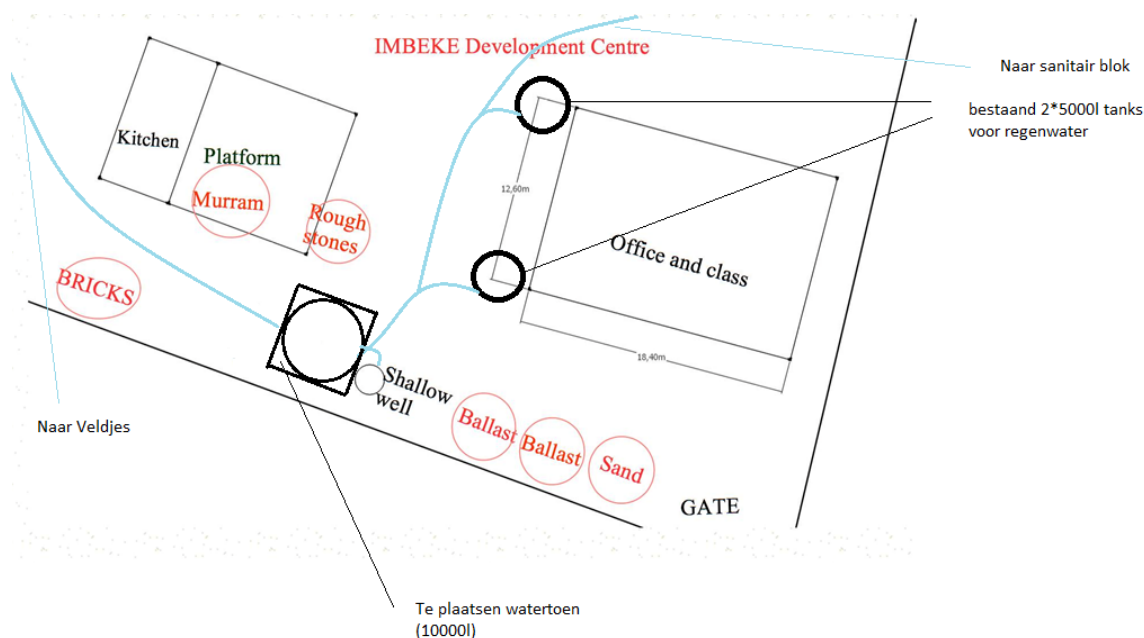 IMBEKE Development Centre
Naar sanitair blok
bestaand 2*5000l tanks
voor regenwater
Kitchen
Platform
Murram
Rough
stones
12,60m
Office and class
BRICKS
18,40m
Shallow
well
Naar Veldjes
Ballast
Ballast
Sand
GATE
Te plaatsen watertoen
(10000l)